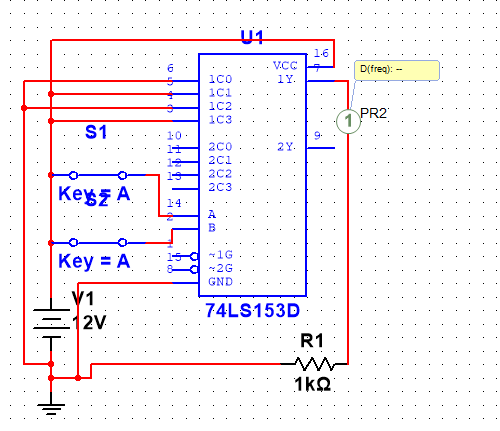 U1
16
VCC
D(freq): --
6
7
1Y
5
1C0
4
1C1
PR2
3
1C2
1
1C3
S1
10
9
11
2C0
2Y
12
2C1
13
2C2
2C3
Key = A
S2
14
A
2
B
Key = A
1
15
~1G
8
~2G
GND
V1
12V
74LS153D
R1
1kΩ